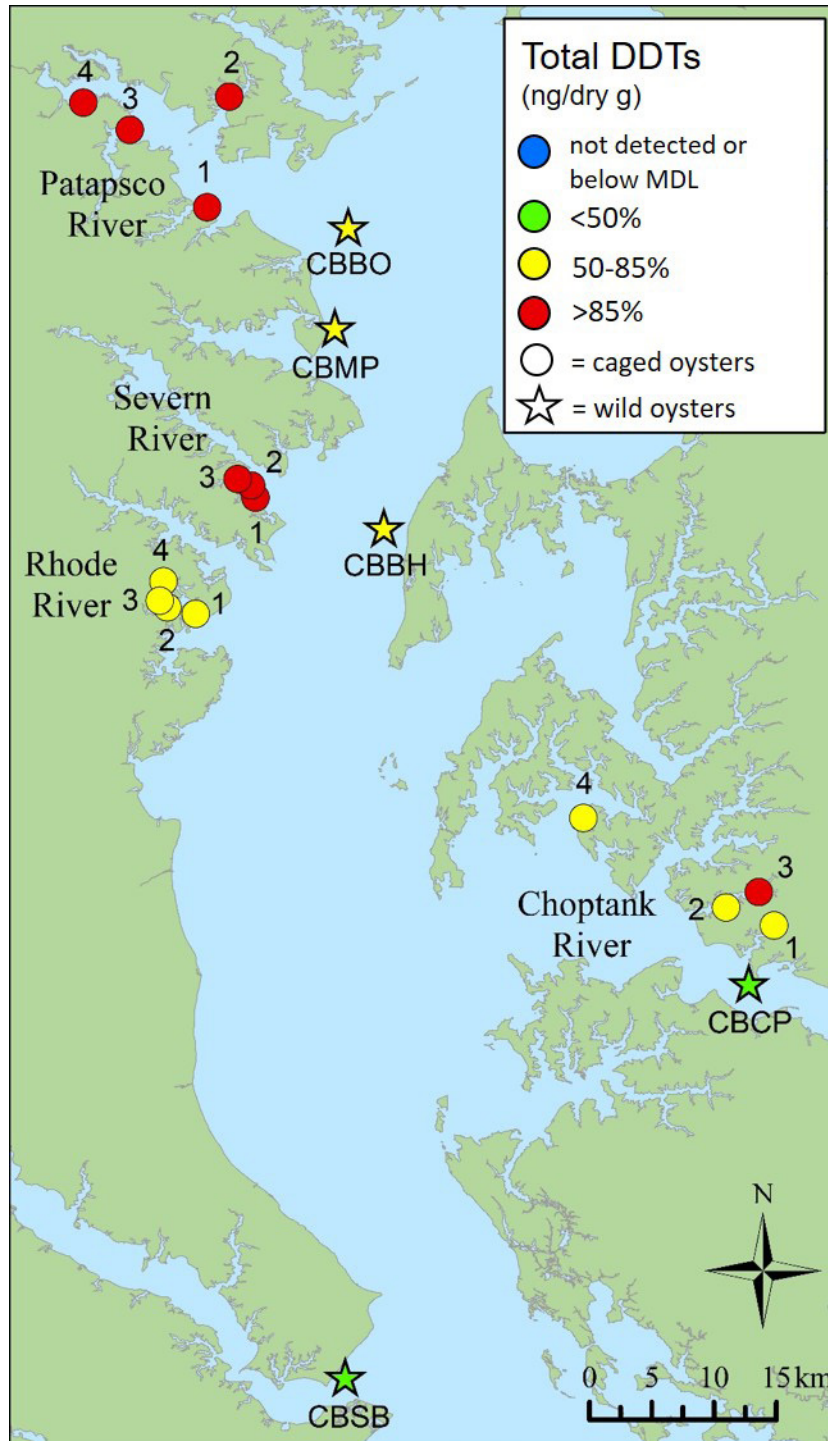 Total DDTs
(ng/dry g)
not detected or
below MDL
<50%
50-85%
>85%
= caged oysters
= wild oysters
4
3
2
1
Patapsco
River
CBBO
CBMP
Severn
River
3
2
1
CBBH
Rhode
River
4
3
2
1
4
Choptank
River
3
2
1
CBCP
N
0 5 10 15 km
CBSB